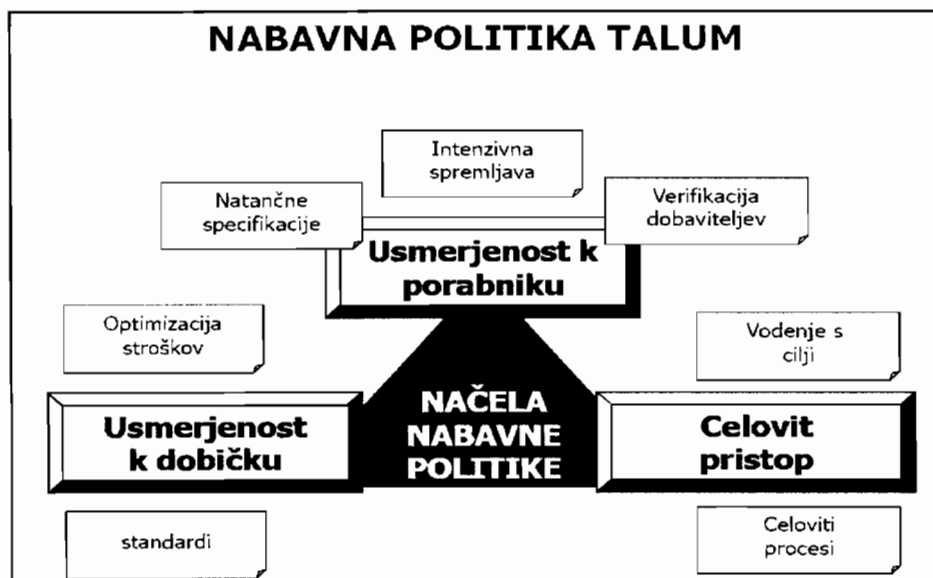 NABAVNA POLITIKA TALUM
Intenzivna
spremljava
Natančne
specifikacije
Verifikacija
dobaviteljev
Usmerjenost k
porabniku
Optimizacija
stroškov
Vodenje s
cilji
NAČELA
NABAVNE
POLITIKE
Usmerjenost
k dobičku
Celovit
pristop
standardi
Celoviti
procesi